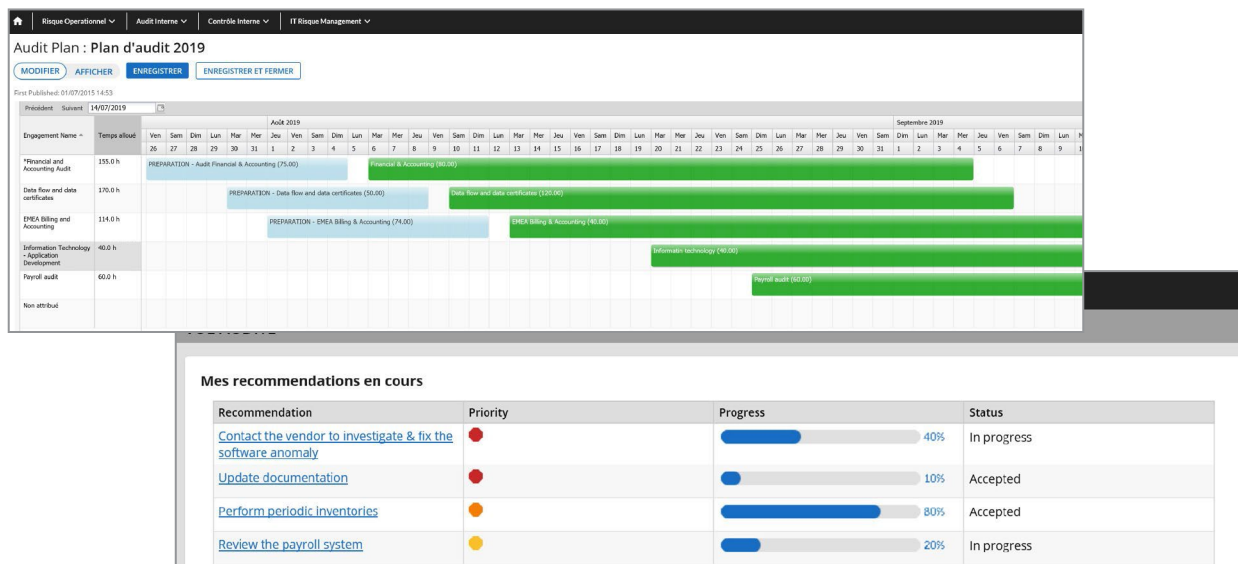 Risque Operationnel Audit Interne Contrôle Interne IT Risque Management
Audit Plan : Plan d'audit 2019
MODIFIER AFFICHER ENREGISTRER ENREGISTRER ET FERMER
First Published: 01/07/2015 14:53
Précédent Suivant 14/07/2019
Août 2019 Septembre 2019
Engagement Name Temps alloué Ven Sam Dim Lun Mar Mer Jeu Ven Sam Dim Lun Mar Mer Jeu Ven Sam Dim Lun Mar Mer Jeu Ven Sam Dim Lun Mar Mer Jeu Ven Sam Dim Lun Mar Mer Jeu Ven Sam Dim Lun Mar Mer Jeu Ven Sam Dim Lun
26 27 28 29 30 31 1 2 3 4 5 6 7 8 9 10 11 12 13 14 15 16 17 18 19 20 21 22 23 24 25 26 27 28 29 30 31 1 2 3 4 5 6 7 8 9
*Financial and
Accounting Audit
155.0 h
PREPARATION - Audit Financial & Accounting (75.00) Financial & Accounting (80.00)
Data flow and data
certificates
170.0 h
PREPARATION - Data flow and data certificates (50.00) Data flow and data certificates (120.00)
EMEA Billing end
Accounting
114.0 h
PREPARATION - EMEA Billing & Accounting (74.00) EMEA Billing & Accounting (40.00)
Information Technology
- Application
Development
40.0 h
Informatin technology (40.00)
Payroll audit 60.0 h
Payroll audit (60.00)
Non attribué
Mes recommendations en cours
Recommendation Priority Progress Status
Contact the vendor to investigate & fix the
software anomaly
40% In progress
Update documentation 10% Accepted
Perform periodic inventories 80% Accepted
Review the payroll system 20% In progress